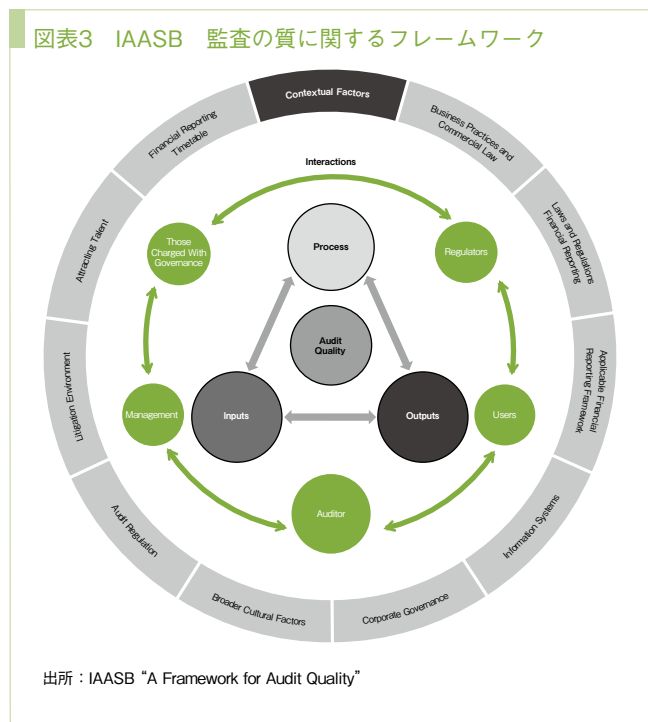 図表3 IAASB 監査の質に関するフレームワーク
Contextual Factors
Business Practices and
Commercial Law
Laws and Regulations
Financial Reporting
Applicable Financial
Reporting Framework
Information Systems
Corporate Governance
Broader Cultural Factors
Audit Regulation
Litigation Environment
Attracting Talent
Financial Reporting
Timetable
Interactions
Those
Charged With
Governance
Process
Regulators
Audit
Quality
Management
Inputs
Outputs
Users
Auditor
出所：IAASB “A Framework for Audit Quality”